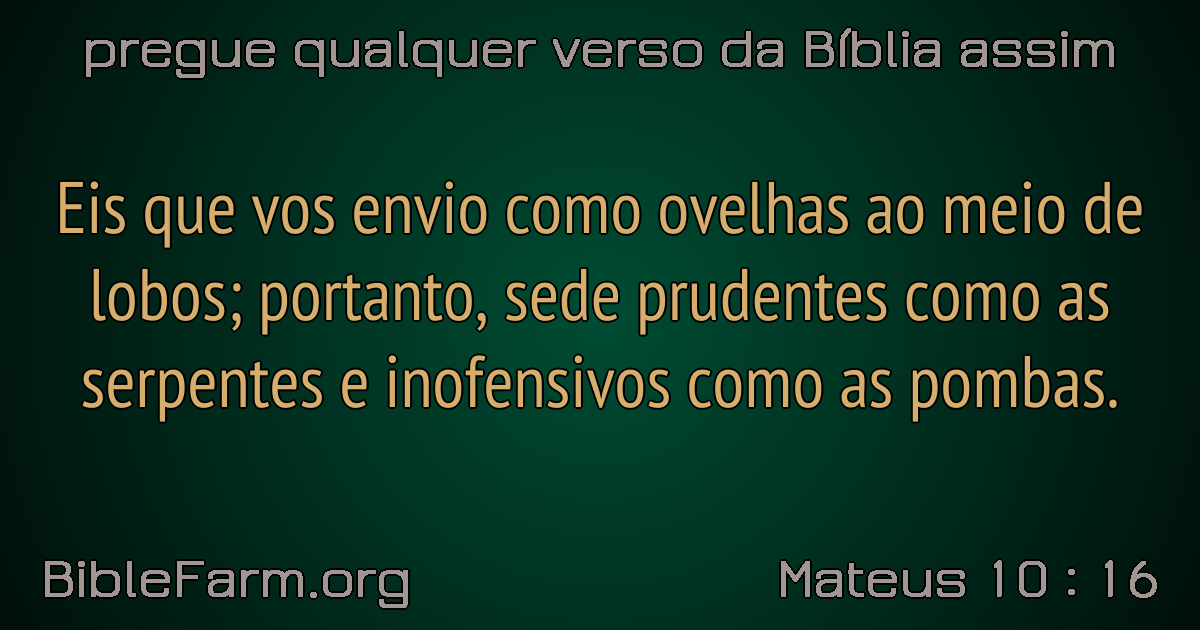 pregue qualquer verso da Bíblia assim
Eis que vos envio como ovelhas ao meio de
lobos; portanto, sede prudentes como as
serpentes e inofensivos como as pombas.
BibleFarm.org
Mateus 10 : 16